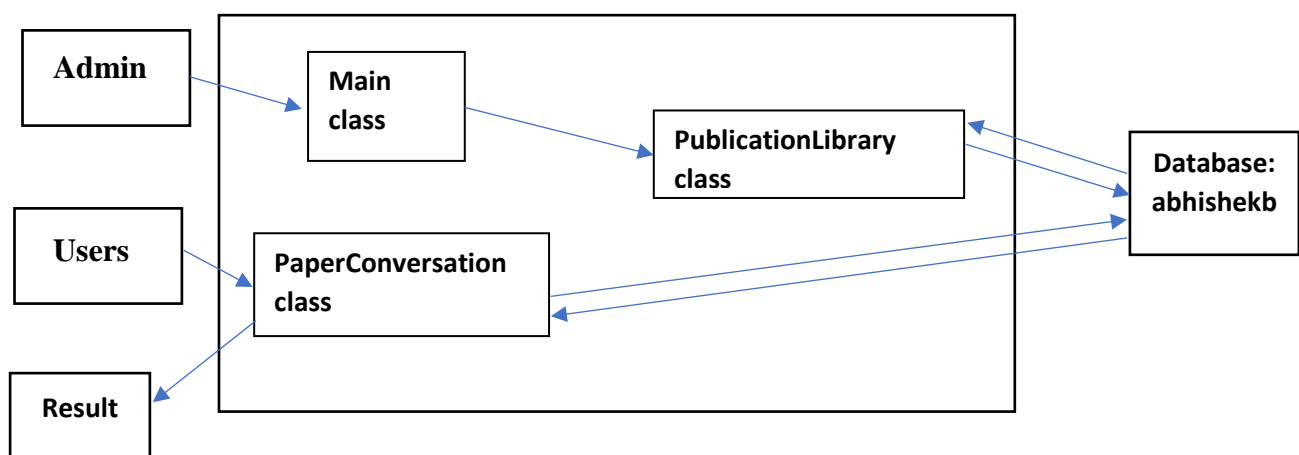 Admin
Main
class
PublicationLibrary
class
Database:
abhishekb
Users
PaperConversation
class
Result